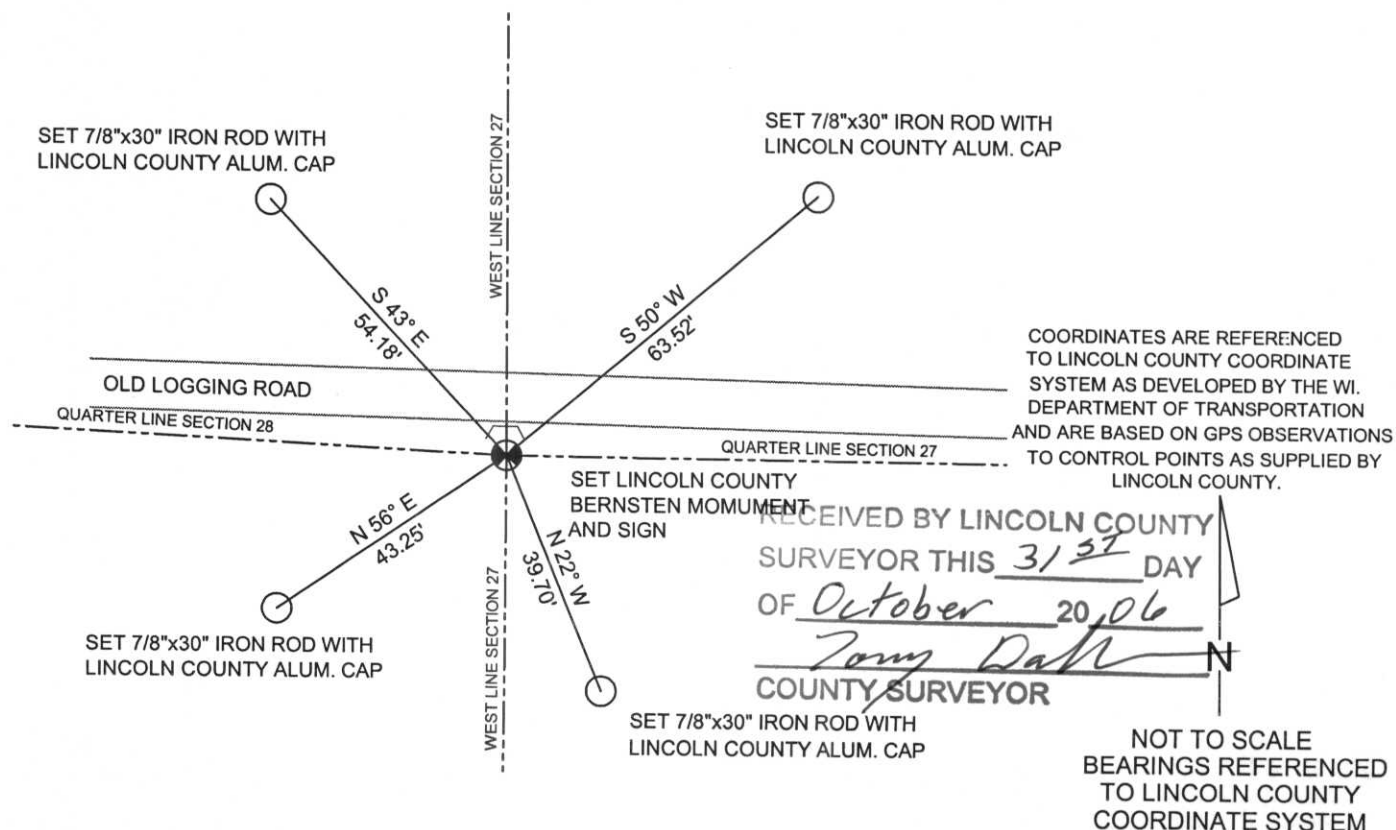 SET 7/8"x30" IRON ROD WITH
LINCOLN COUNTY ALUM. CAP
SET 7/8"x30" IRON ROD WITH
LINCOLN COUNTY ALUM. CAP
WEST LINE SECTION 27
S 43° E
54.18'
S 50° W
63.52'
OLD LOGGING ROAD
QUARTER LINE SECTION 28
QUARTER LINE SECTION 27
COORDINATES ARE REFERENCED
TO LINCOLN COUNTY COORDINATE
SYSTEM AS DEVELOPED BY THE WI.
DEPARTMENT OF TRANSPORTATION
AND ARE BASED ON GPS OBSERVATIONS
TO CONTROL POINTS AS SUPPLIED BY
LINCOLN COUNTY.
SET LINCOLN COUNTY
BERNSTEN MOMUMENT
AND SIGN
N 56° E
43.25'
N 22° W
39.70'
WEST LINE SECTION 27
SET 7/8"x30" IRON ROD WITH
LINCOLN COUNTY ALUM. CAP
SET 7/8"x30" IRON ROD WITH
LINCOLN COUNTY ALUM. CAP
RECEIVED BY LINCOLN COUNTY
SURVEYOR THIS 31ST DAY
OF October 20 06
Tony Dall
COUNTY SURVEYOR
N
NOT TO SCALE
BEARINGS REFERENCED
TO LINCOLN COUNTY
COORDINATE SYSTEM